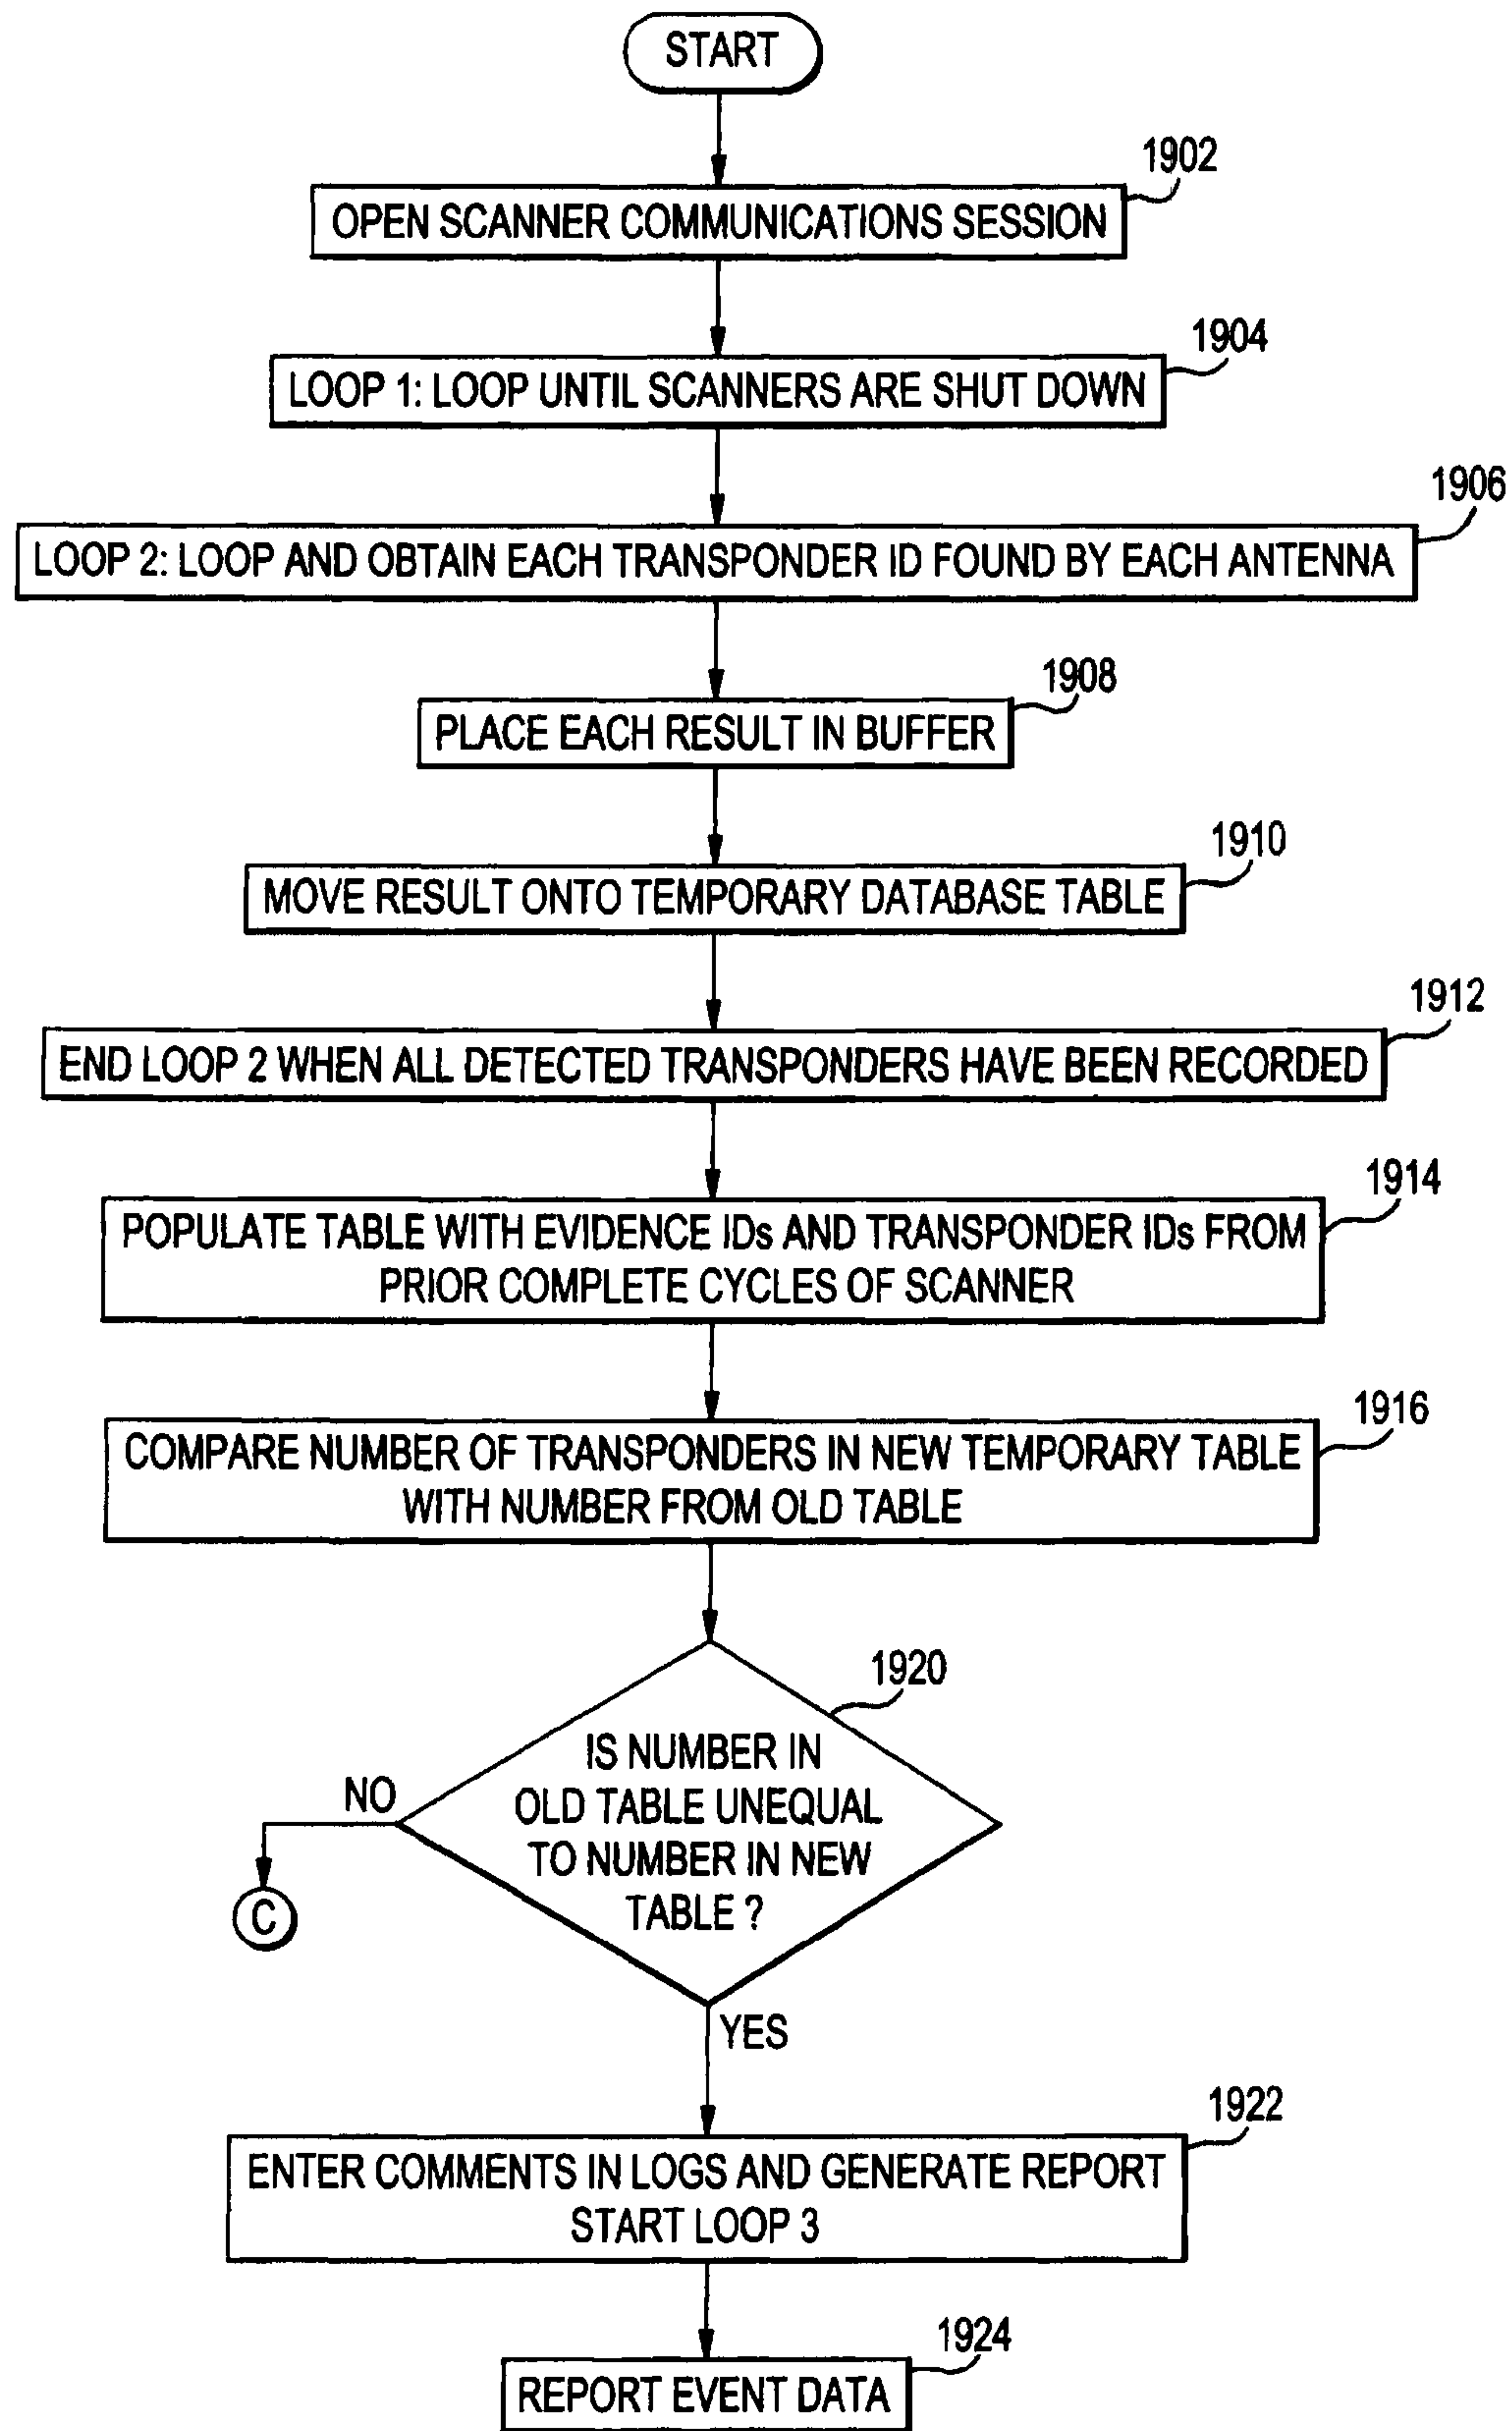 START
1902
OPEN SCANNER COMMUNICATIONS SESSION
1904
LOOP 1: LOOP UNTIL SCANNERS ARE SHUT DOWN
1906
LOOP 2: LOOP AND OBTAIN EACH TRANSPONDER ID FOUND BY EACH ANTENNA
1908
PLACE EACH RESULT IN BUFFER
1910
MOVE RESULT ONTO TEMPORARY DATABASE TABLE
1912
END LOOP 2 WHEN ALL DETECTED TRANSPONDERS HAVE BEEN RECORDED
1914
POPULATE TABLE WITH EVIDENCE IDs AND TRANSPONDER IDs FROM
PRIOR COMPLETE CYCLES OF SCANNER
1916
COMPARE NUMBER OF TRANSPONDERS IN NEW TEMPORARY TABLE
WITH NUMBER FROM OLD TABLE
1920
IS NUMBER IN
OLD TABLE UNEQUAL
TO NUMBER IN NEW
TABLE ?
NO
C
YES
1922
ENTER COMMENTS IN LOGS AND GENERATE REPORT
START LOOP 3
1924
REPORT EVENT DATA